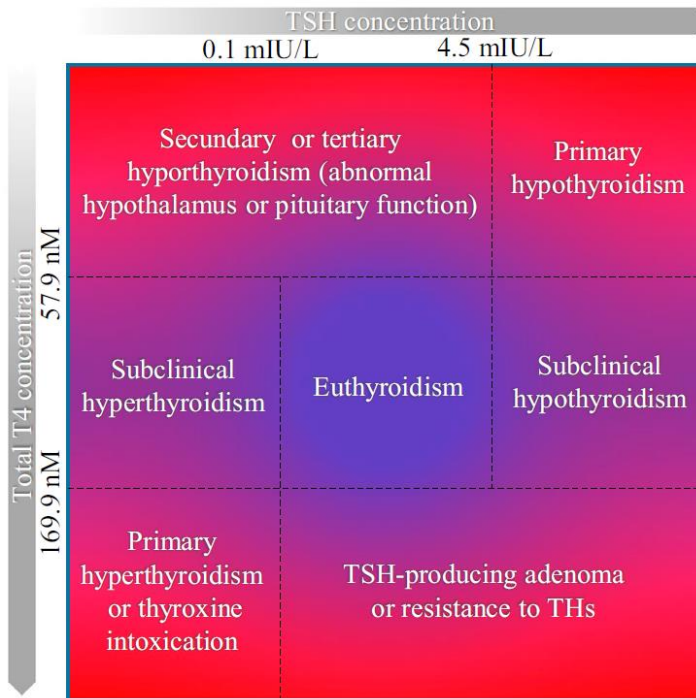 TSH concentration
0.1 mIU/L
4.5 mIU/L
Total T4 concentration
57.9 nM
169.9 nM
Secundary or tertiary
hyporthyroidism (abnormal
hypothalamus or pituitary function)
Primary
hypothyroidism
Subclinical
hyperthyroidism
Euthyroidism
Subclinical
hypothyroidism
Primary
hyperthyroidism
or thyroxine
intoxication
TSH-producing adenoma
or resistance to THs